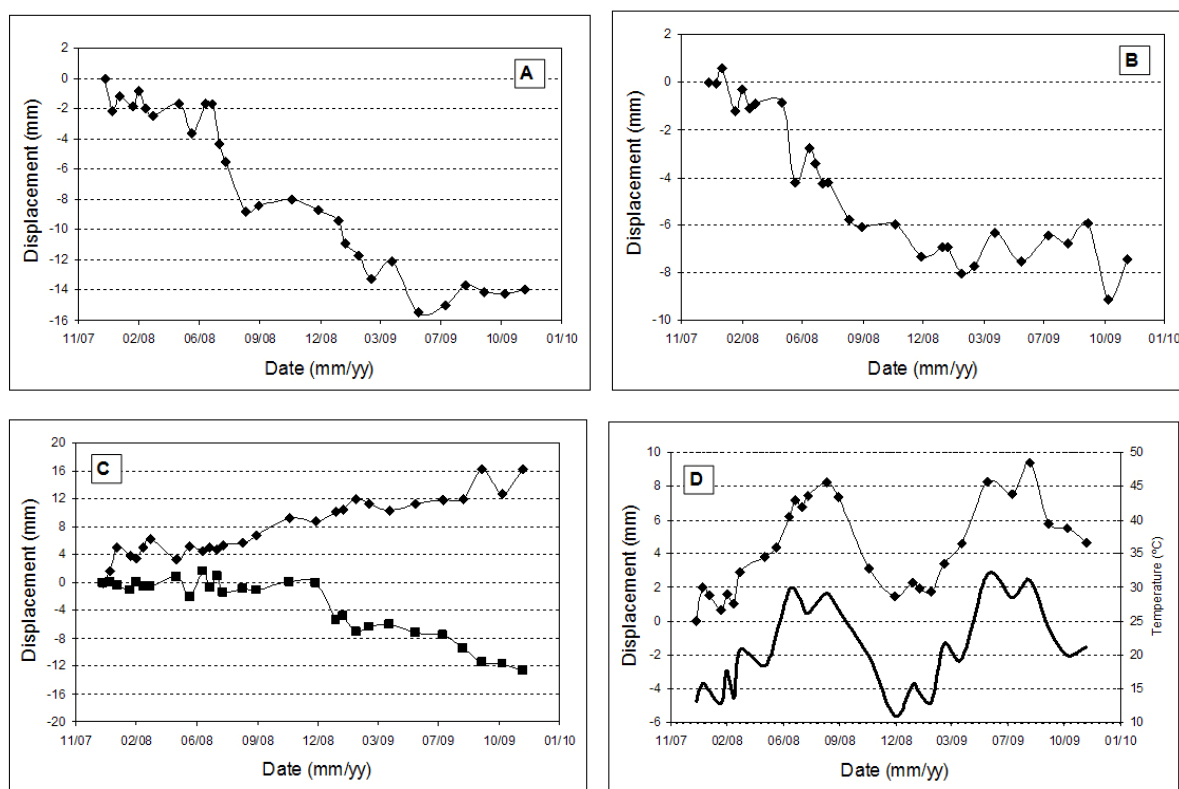 A
2
0
-2
-4
-6
-8
-10
-12
-14
-16
Displacement (mm)
11/07 02/08 06/08 09/08 12/08 03/09 07/09 10/09 01/10
Date (mm/yy)
B
2
0
-2
-4
-6
-8
-10
Displacement (mm)
11/07 02/08 06/08 09/08 12/08 03/09 07/09 10/09 01/10
Date (mm/yy)
C
20
16
12
8
4
0
-4
-8
-12
-16
-20
Displacement (mm)
11/07 02/08 06/08 09/08 12/08 03/09 07/09 10/09 01/10
Date (mm/yy)
D
10
8
6
4
2
0
-2
-4
-6
Displacement (mm)
50
45
40
35
30
25
20
15
10
Temperature (ºC)
11/07 02/08 06/08 09/08 12/08 03/09 07/09 10/09 01/10
Date (mm/yy)